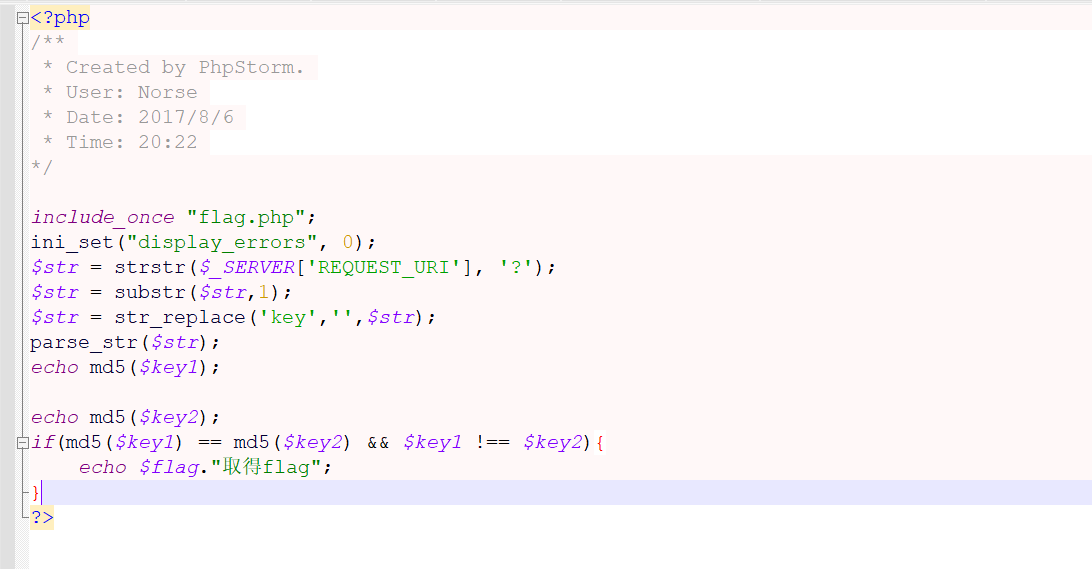 <?php
/**
 * Created by PhpStorm.
 * User: Norse
 * Date: 2017/8/6
 * Time: 20:22
*/
include_once "flag.php";
ini_set("display_errors", 0);
$str = strstr($_SERVER['REQUEST_URI'], '?');
$str = substr($str,1);
$str = str_replace('key','',$str);
parse_str($str);
echo md5($key1);
echo md5($key2);
if(md5($key1) == md5($key2) && $key1 !== $key2){
    echo $flag."取得flag";
}
?>